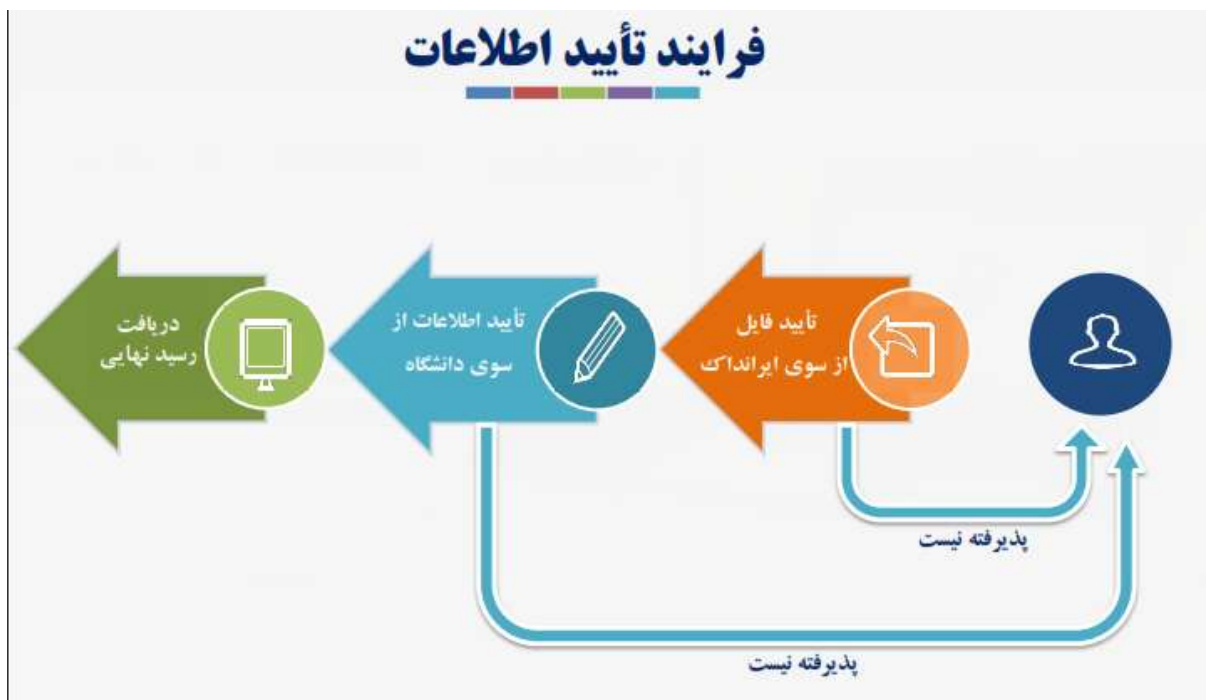 فرایند تأیید اطلاعات
تأیید فایل
از سوی ایرانداک
تأیید اطلاعات از
سوی دانشگاه
دریافت
رسید نهایی
پذیرفته نیست
پذیرفته نیست